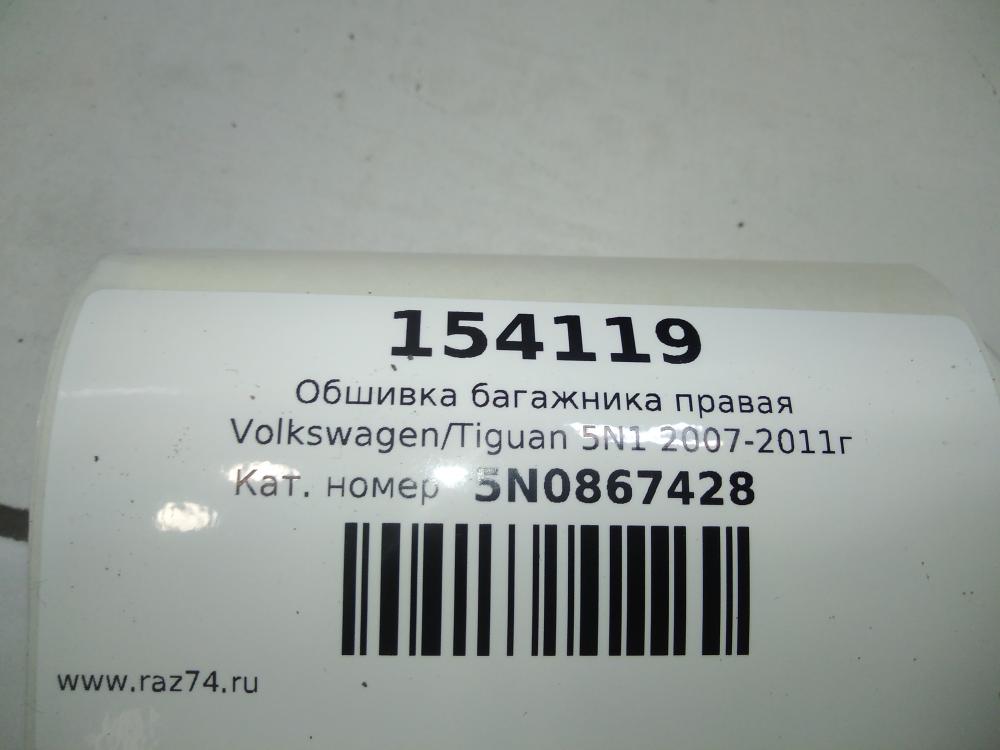 154119
Обшивка багажника правая
Volkswagen/Tiguan 5N1 2007-2011г
Кат. номер 5N0867428
www.raz74.ru